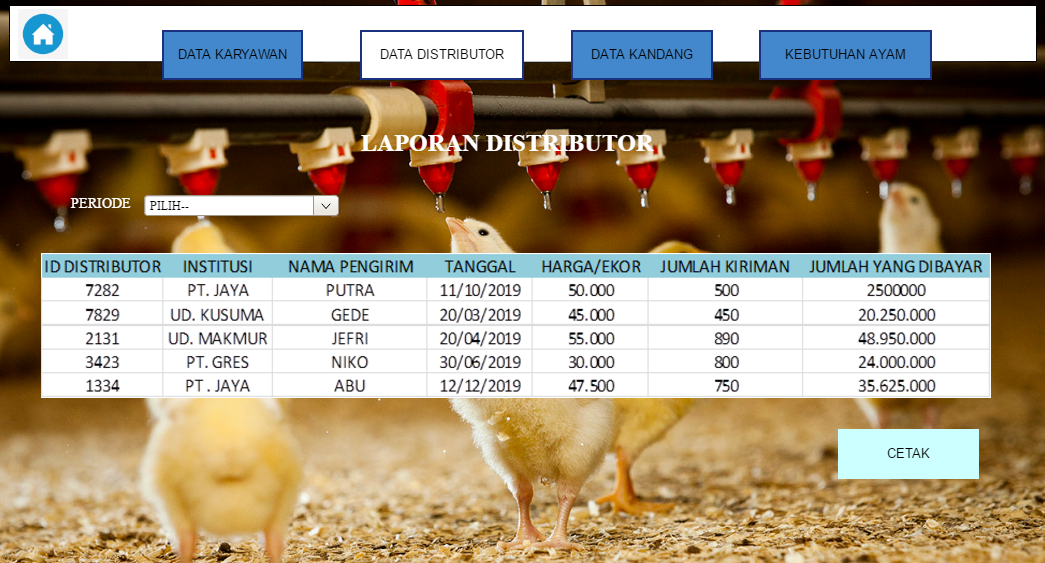 DATA KARYAWAN DATA DISTRIBUTOR DATA KANDANG KEBUTUHAN AYAM
LAPORAN DISTRIBUTOR
PERIODE PILIH--
ID DISTRIBUTOR INSTITUSI NAMA PENGIRIM TANGGAL HARGA/EKOR JUMLAH KIRIMAN JUMLAH YANG DIBAYAR
7282 PT. JAYA PUTRA 11/10/2019 50.000 500 2500000
7829 UD. KUSUMA GEDE 20/03/2019 45.000 450 20.250.000
2131 UD. MAKMUR JEFRI 20/04/2019 55.000 890 48.950.000
3423 PT. GRES NIKO 30/06/2019 30.000 800 24.000.000
1334 PT . JAYA ABU 12/12/2019 47.500 750 35.625.000
CETAK